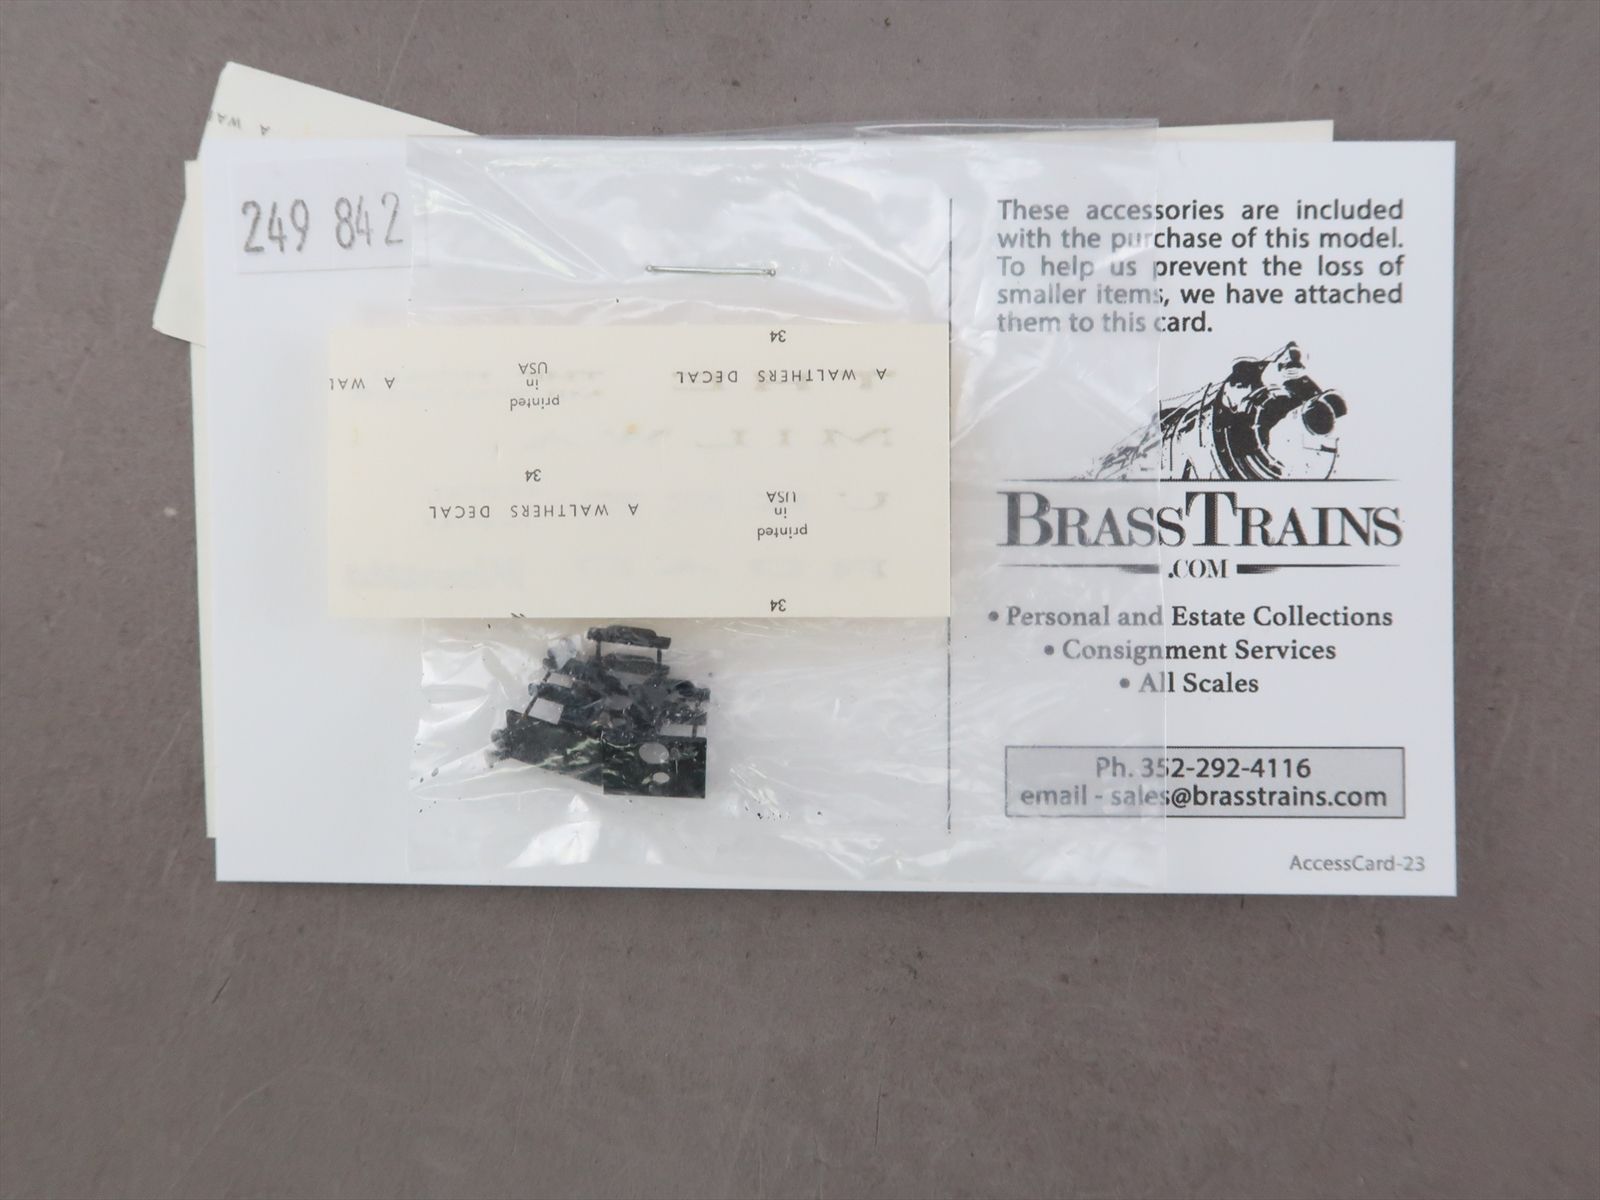 A WAL
249 842
These accessories are included
with the purchase of this model.
To help us prevent the loss of
smaller items, we have attached
them to this card.
34
A WALTHERS DECAL
printed
in
USA
A WAL
34
A WALTHERS DECAL
printed
in
USA
34
BRASSTRAINS
.COM
• Personal and Estate Collections
• Consignment Services
• All Scales
Ph. 352-292-4116
email - sales@brasstrains.com
AccessCard-23